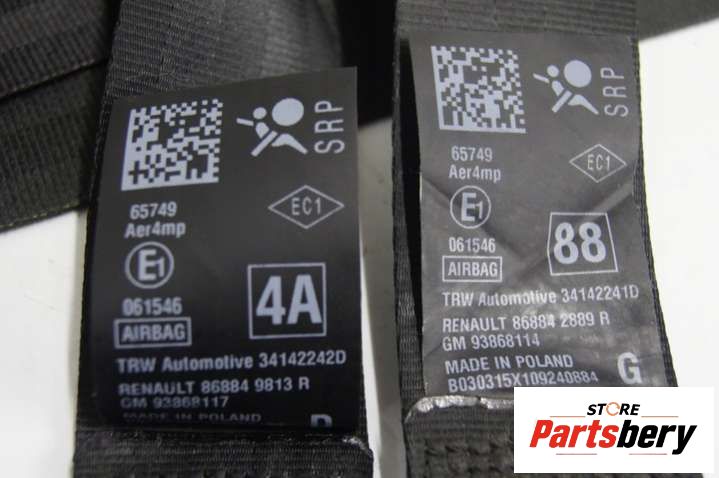 SRP
65749
Aer4mp
EC1
E1
061546
4A
AIRBAG
TRW Automotive 34142242D
RENAULT 86884 9813 R
GM 93868117
MADE IN POLAND
SRP
65749
Aer4mp
EC1
E1
061546
88
AIRBAG
TRW Automotive 34142241D
RENAULT 86884 2889 R
GM 93868114
MADE IN POLAND
B030315X109240884
G
STORE
Partsbery